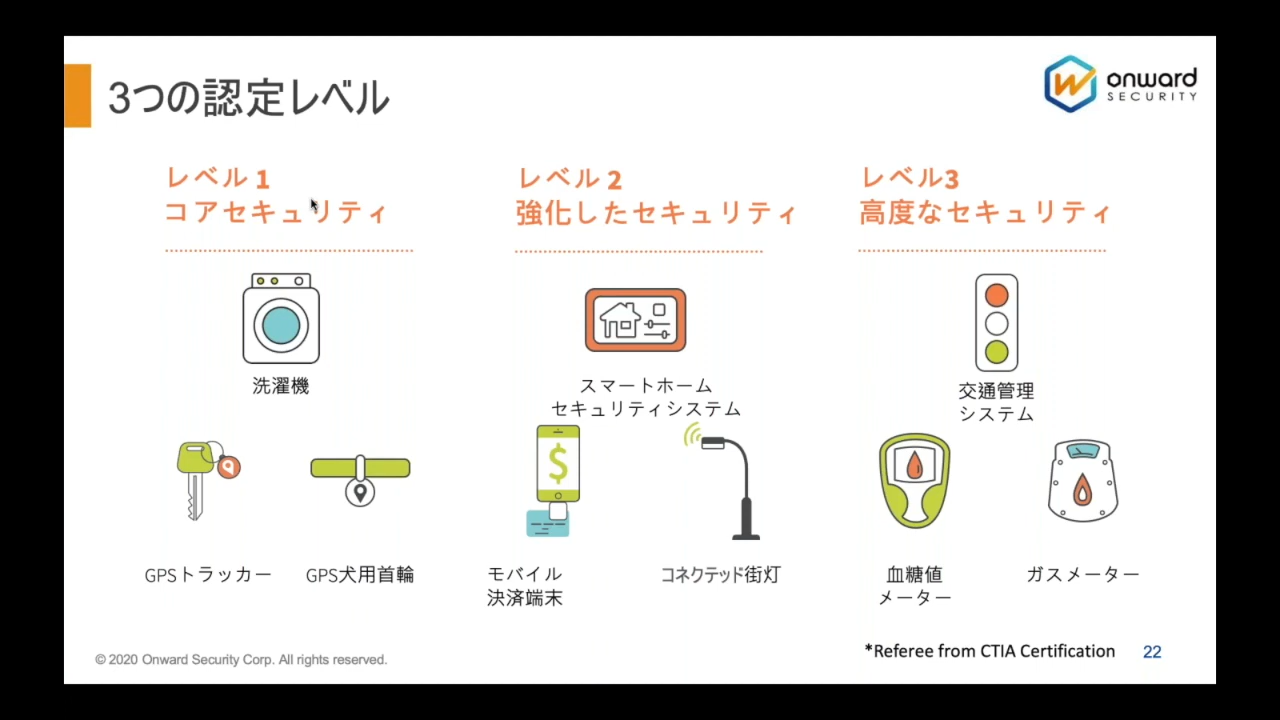 3つの認定レベル
onward
SECURITY
レベル 1
コアセキュリティ
レベル 2
強化したセキュリティ
レベル3
高度なセキュリティ
洗濯機
スマートホーム
セキュリティシステム
交通管理
システム
$
GPSトラッカー
GPS犬用首輪
モバイル
決済端末
コネクテッド街灯
血糖値
メーター
ガスメーター
© 2020 Onward Security Corp. All rights reserved.
*Referee from CTIA Certification
22